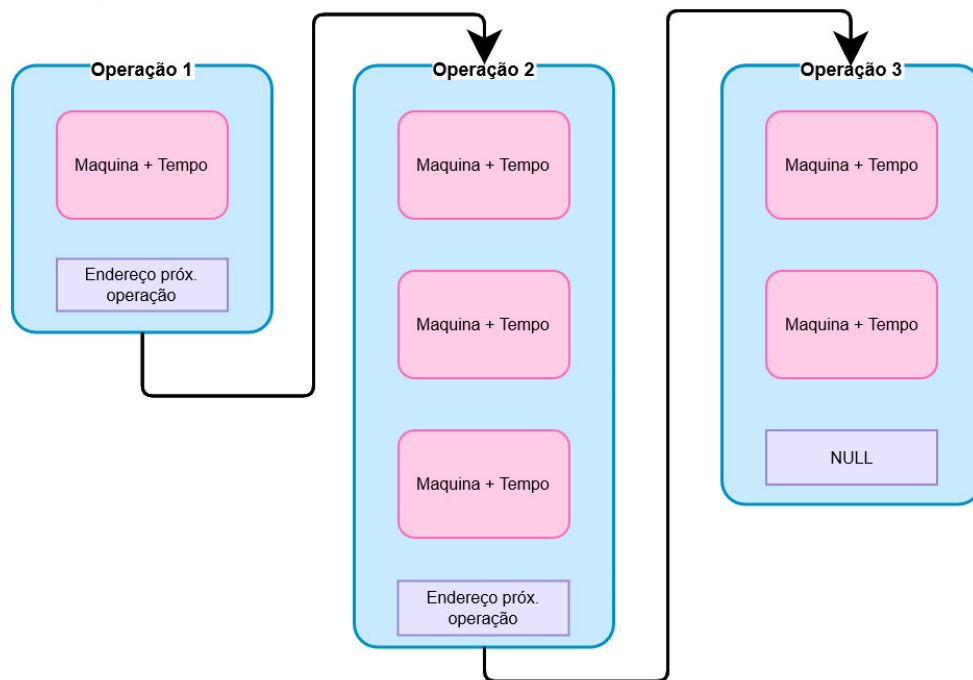 Operação 1
Maquina + Tempo
Endereço próx.
operação
Operação 2
Maquina + Tempo
Maquina + Tempo
Maquina + Tempo
Endereço próx.
operação
Operação 3
Maquina + Tempo
Maquina + Tempo
NULL